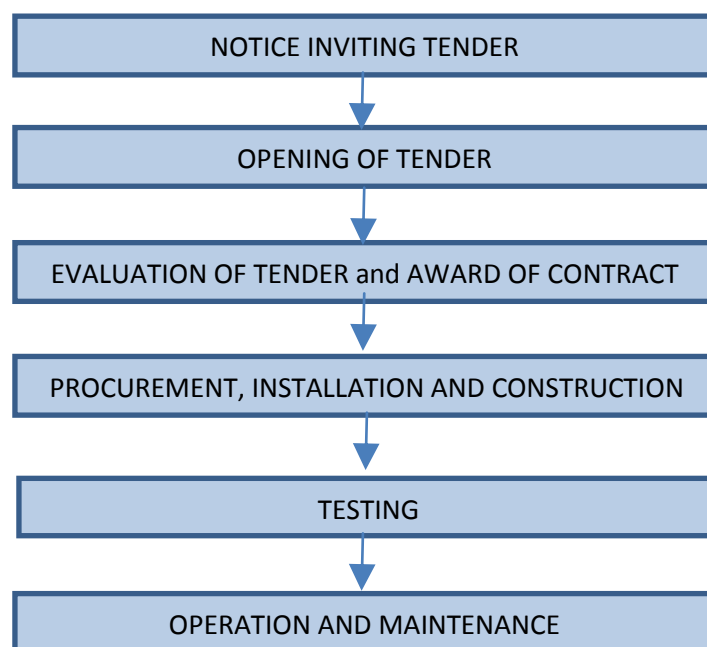 NOTICE INVITING TENDER
OPENING OF TENDER
EVALUATION OF TENDER and AWARD OF CONTRACT
PROCUREMENT, INSTALLATION AND CONSTRUCTION
TESTING
OPERATION AND MAINTENANCE